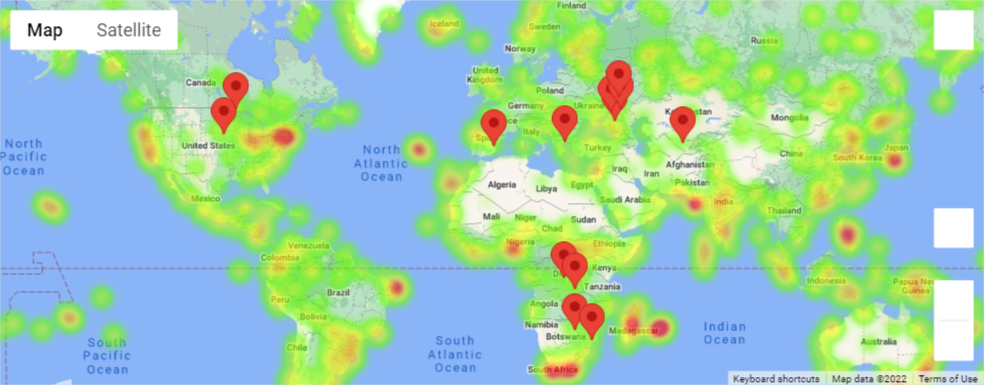 Map
Satellite
Finland
Iceland
Sweden
Russia
Norway
Canada
United
Kingdom
Poland
Germany
Ukraine
North
Pacific
Ocean
United States
North
Atlantic
Ocean
Italy
Turkey
Mongolia
China
Japan
South Korea
Afghanistan
Iraq
Iran
Pakistan
Algeria
Libya
Egypt
Saudi Arabia
India
Mexico
Mali
Niger
Sudan
Chad
Thailand
Nigeria
Ethiopia
Venezuela
Colombia
Kenya
Tanzania
Indonesia
Papua New
Guinea
Peru
Brazil
Bolivia
Angola
Namibia
Botswana
Madagascar
Chile
South
Pacific
Ocean
South
Atlantic
Ocean
Indian
Ocean
Australia
South Africa
Keyboard shortcuts
Map data ©2022
Terms of Use